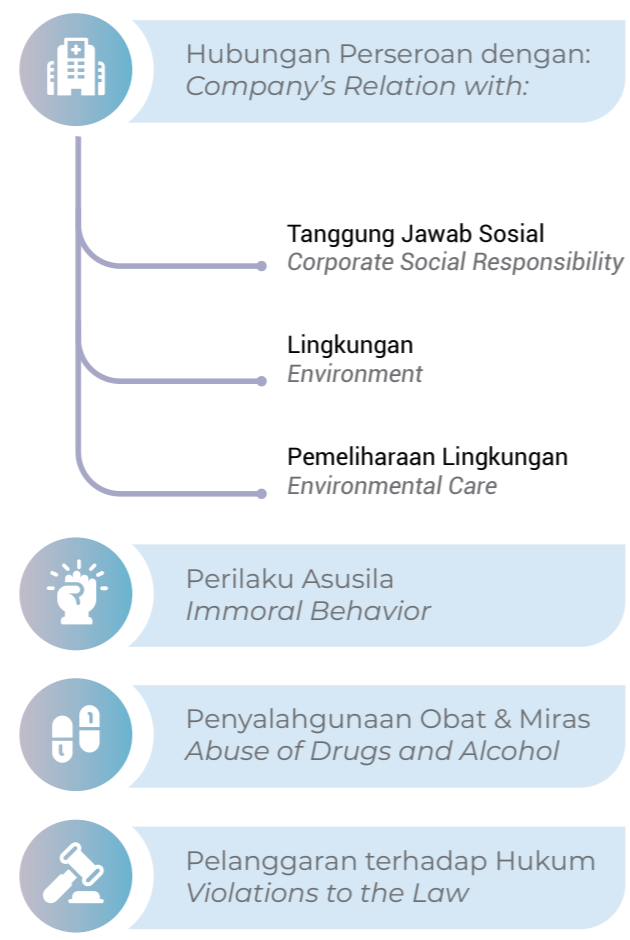 Hubungan Perseroan dengan:
Company's Relation with:
Tanggung Jawab Sosial
Corporate Social Responsibility
Lingkungan
Environment
Pemeliharaan Lingkungan
Environmental Care
Perilaku Asusila
Immoral Behavior
Penyalahgunaan Obat & Miras
Abuse of Drugs and Alcohol
Pelanggaran terhadap Hukum
Violations to the Law